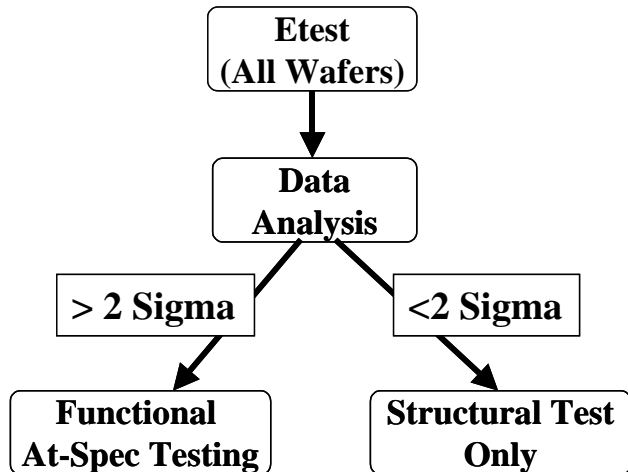 Etest
(All Wafers)
Data
Analysis
> 2 Sigma
<2 Sigma
Functional
At-Spec Testing
Structural Test
Only